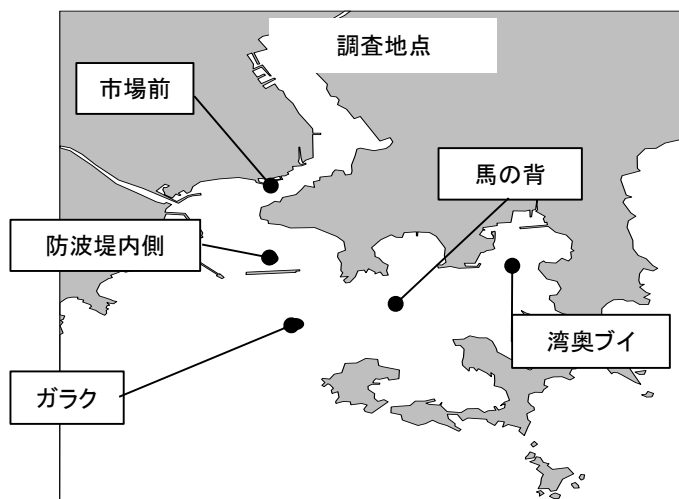 調査地点
市場前
馬の背
防波堤内側
湾奥ブイ
ガラク